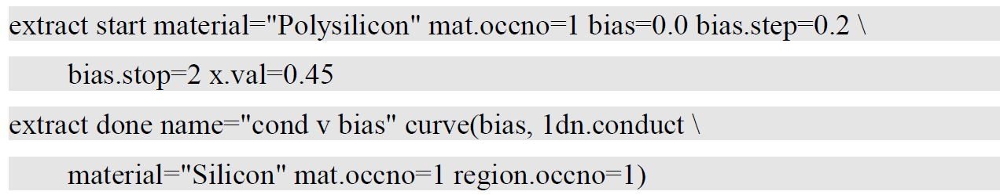 extract start material="Polysilicon" mat.occno=1 bias=0.0 bias.step=0.2 \
bias.stop=2 x.val=0.45
extract done name="cond v bias" curve(bias, 1dn.conduct \
material="Silicon" mat.occno=1 region.occno=1)